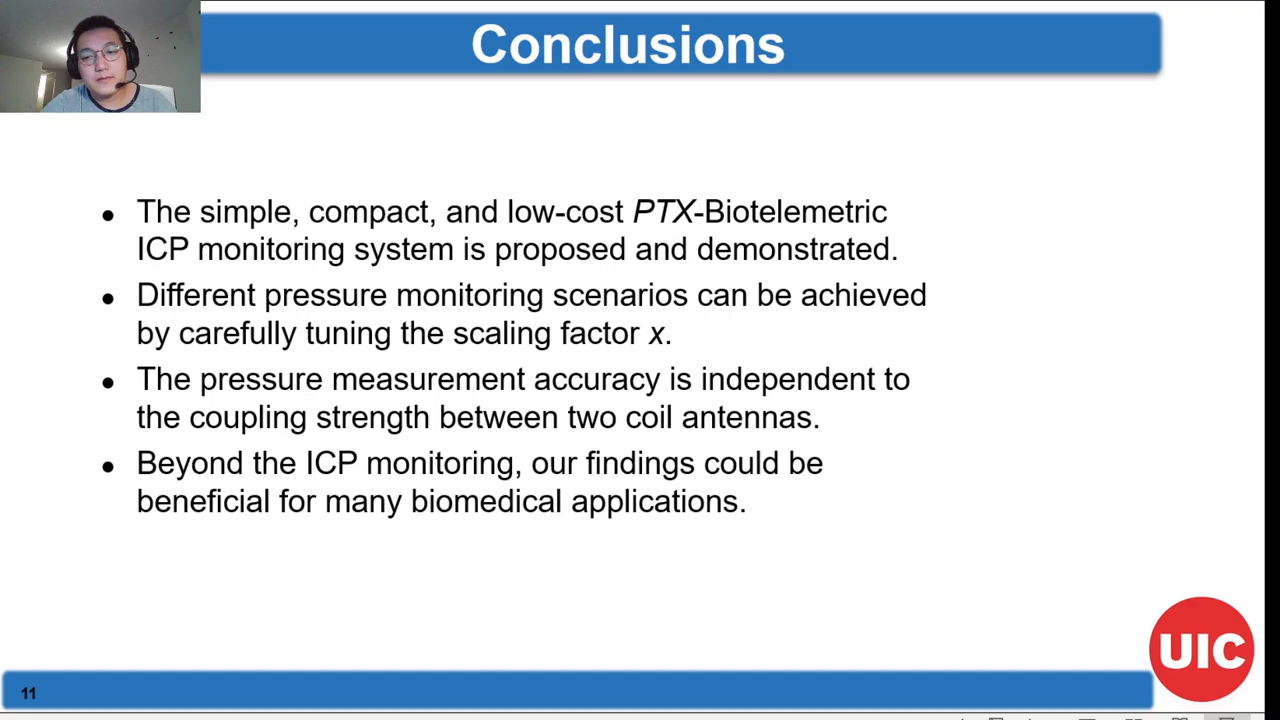 Conclusions
• The simple, compact, and low-cost PTX-Biotelemetric
ICP monitoring system is proposed and demonstrated.
• Different pressure monitoring scenarios can be achieved
by carefully tuning the scaling factor x.
• The pressure measurement accuracy is independent to
the coupling strength between two coil antennas.
• Beyond the ICP monitoring, our findings could be
beneficial for many biomedical applications.
UIC
11